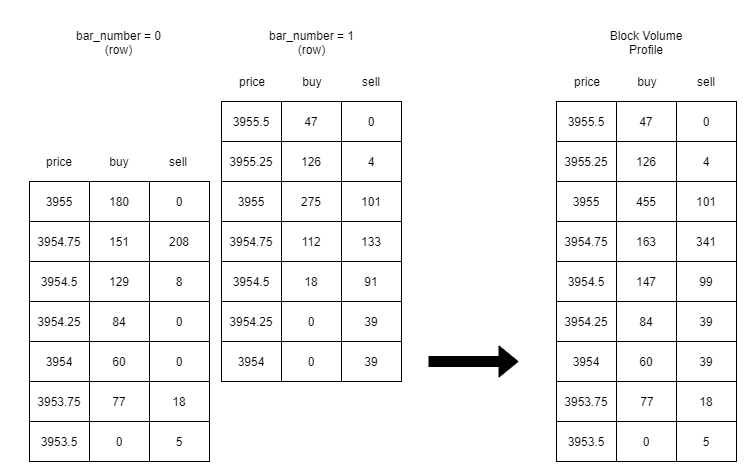 bar_number = 0
(row)
price buy sell
3955 180 0
3954.75 151 208
3954.5 129 8
3954.25 84 0
3954 60 0
3953.75 77 18
3953.5 0 5
bar_number = 1
(row)
price buy sell
3955.5 47 0
3955.25 126 4
3955 275 101
3954.75 112 133
3954.5 18 91
3954.25 0 39
3954 0 39
Block Volume
Profile
price buy sell
3955.5 47 0
3955.25 126 4
3955 455 101
3954.75 163 341
3954.5 147 99
3954.25 84 39
3954 60 39
3953.75 77 18
3953.5 0 5